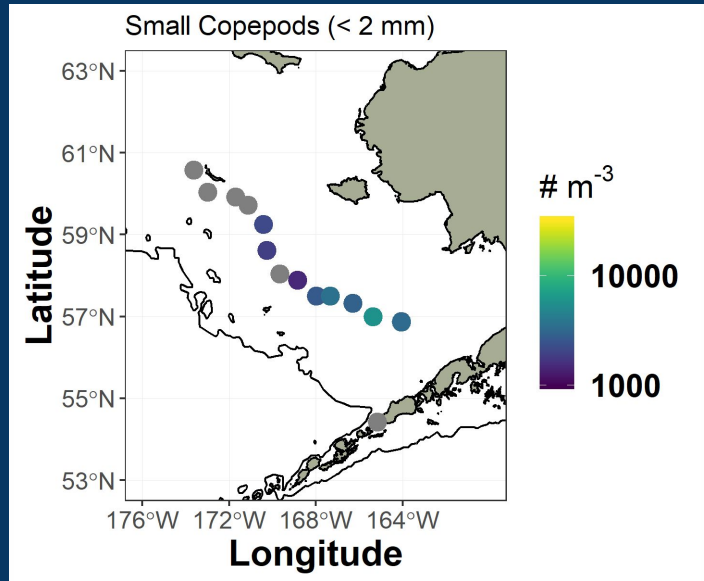 Small Copepods (< 2 mm)
63°N
61°N
59°N
57°N
55°N
53°N
Latitude
176°W 172°W 168°W 164°W
Longitude
# m-3
10000
1000